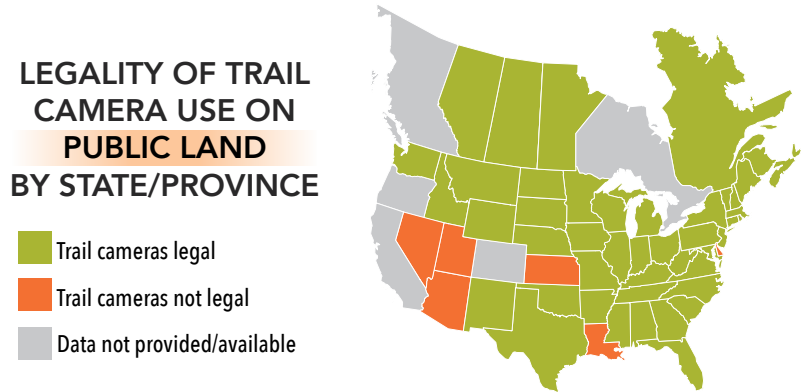 LEGALITY OF TRAIL
CAMERA USE ON
PUBLIC LAND
BY STATE/PROVINCE
Trail cameras legal
Trail cameras not legal
Data not provided/available